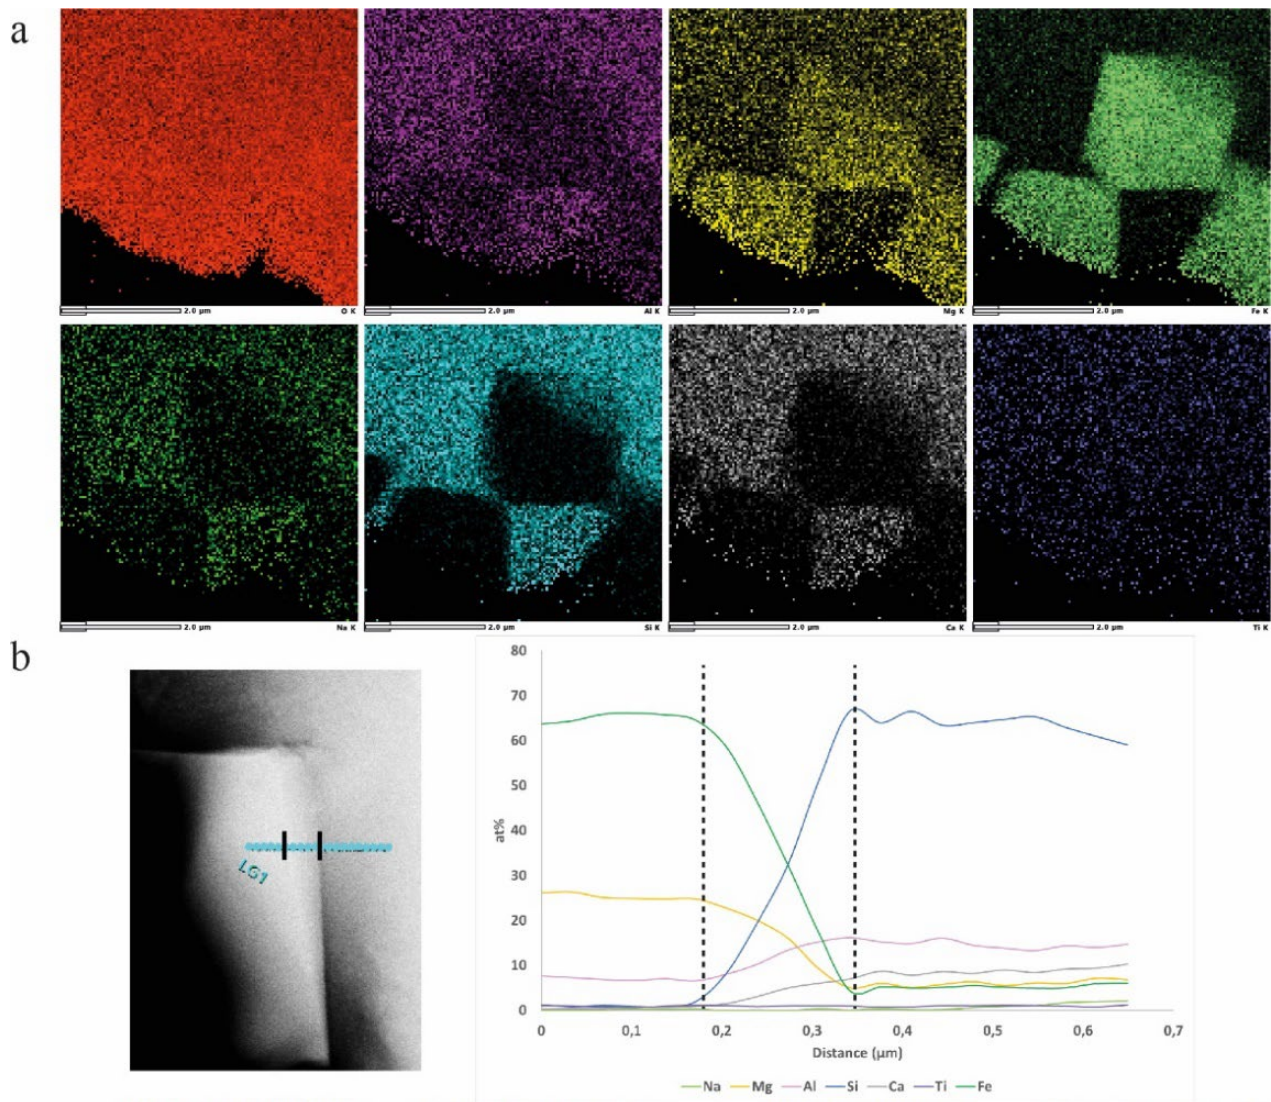 a
2.0 µm O K
2.0 µm Al K
2.0 µm Mg K
2.0 µm Fe K
2.0 µm Na K
2.0 µm Si K
2.0 µm Ca K
2.0 µm Ti K
b
LG1
80
70
60
50
40
30
20
10
0
at%
0 0,1 0,2 0,3 0,4 0,5 0,6 0,7
Distance (µm)
Na Mg Al Si Ca Ti Fe